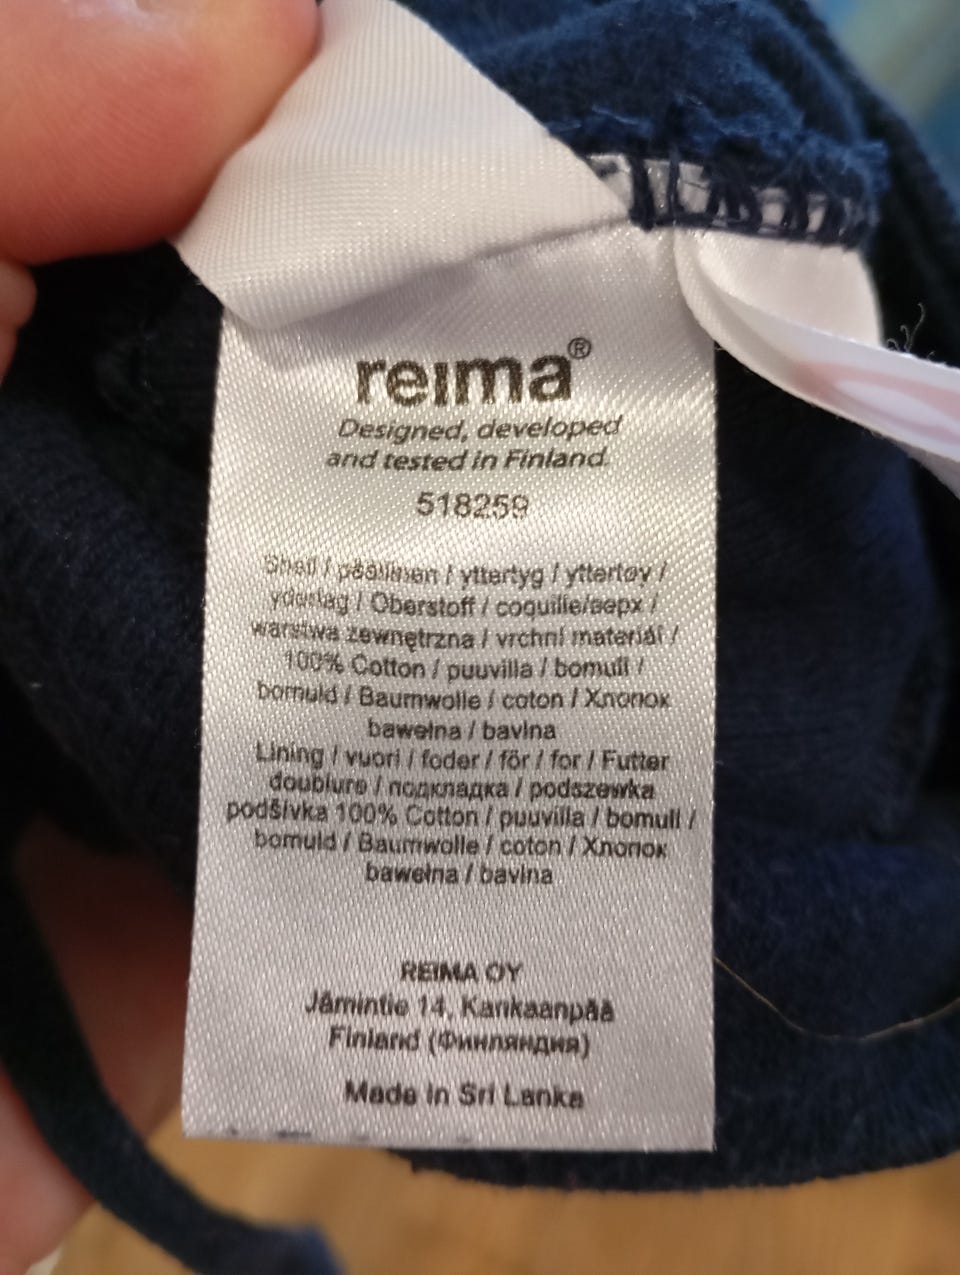 reima®
Designed, developed
and tested in Finland.
518259
Shell / päällinen / yttertyg / yttertøy /
yderlag / Oberstoff / coquille/верх /
warstwa zewnętrzna / vrchní materiál /
100% Cotton / puuvilla / bomull /
bomuld / Baumwolle / coton / Хлопок
bawełna / bavlna
Lining / vuori / foder / fôr / for / Futter
doublure / подкладка / podszewka
podšívka 100% Cotton / puuvilla / bomull /
bomuld / Baumwolle / coton / Хлопок
bawełna / bavlna
REIMA OY
Jämintie 14, Kankaanpää
Finland (Финляндия)
Made in Sri Lanka